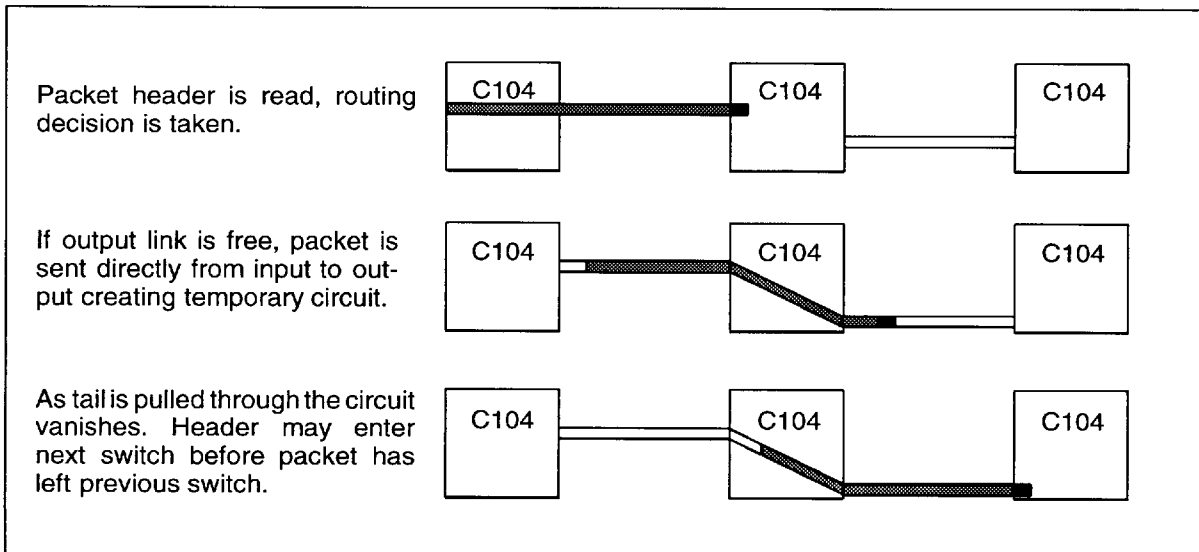 Packet header is read, routing
decision is taken.
C104
C104
C104
If output link is free, packet is
sent directly from input to out-
put creating temporary circuit.
C104
C104
C104
As tail is pulled through the circuit
vanishes. Header may enter
next switch before packet has
left previous switch.
C104
C104
C104